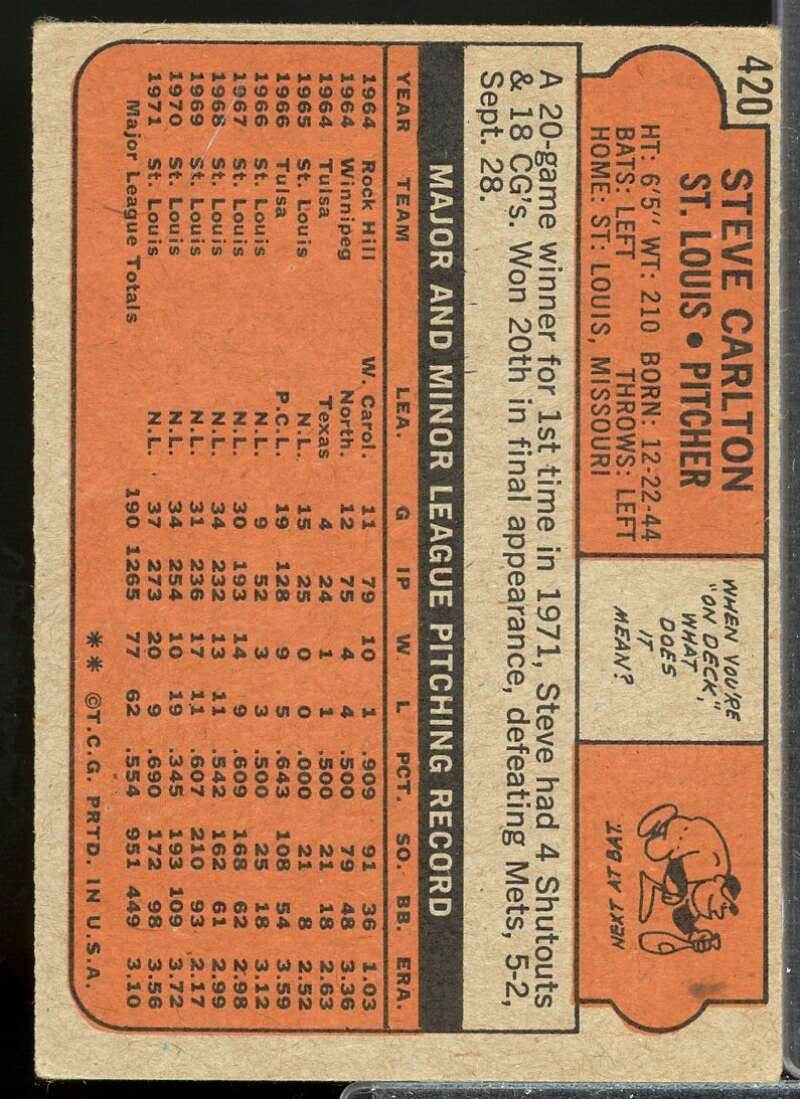 420
STEVE CARLTON
ST. LOUIS • PITCHER
HT: 6'5" WT: 210 BORN: 12-22-44
BATS: LEFT THROWS: LEFT
HOME: ST: LOUIS, MISSOURI
WHEN YOU'RE
"ON DECK,"
WHAT
DOES
IT
MEAN?
NEXT AT BAT.
A 20-game winner for 1st time in 1971, Steve had 4 Shutouts
& 18 CG's. Won 20th in final appearance, defeating Mets, 5-2,
Sept. 28.
MAJOR AND MINOR LEAGUE PITCHING RECORD
YEAR TEAM LEA. G IP W L PCT. SO. BB. ERA.
1964 Rock Hill W. Carol. 11 79 10 1 .909 91 36 1.03
1964 Winnipeg North. 12 75 4 4 .500 79 48 3.36
1964 Tulsa Texas 4 24 1 1 .500 21 18 2.63
1965 St. Louis N.L. 15 25 0 0 .000 21 8 2.52
1966 Tulsa P.C.L. 19 128 9 5 .643 108 54 3.59
1966 St. Louis N.L. 9 52 3 3 .500 25 18 3.12
1967 St. Louis N.L. 30 193 14 9 .609 168 62 2.98
1968 St. Louis N.L. 34 232 13 11 .542 162 61 2.99
1969 St. Louis N.L. 31 236 17 11 .607 210 93 2.17
1970 St. Louis N.L. 34 254 10 19 .345 193 109 3.72
1971 St. Louis N.L. 37 273 20 9 .690 172 98 3.56
Major League Totals 190 1265 77 62 .554 951 449 3.10
** ©T.C.G. PRTD. IN U.S.A.